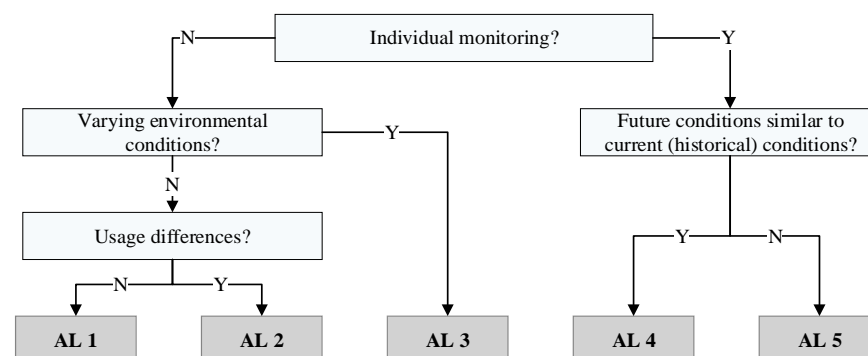 Individual monitoring?
N
Y
Varying environmental
conditions?
Y
Future conditions similar to
current (historical) conditions?
N
Usage differences?
Y
N
N
Y
AL 1
AL 2
AL 3
AL 4
AL 5